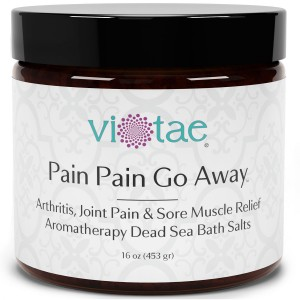 viotae®
Pain Pain Go Away
Arthritis, Joint Pain & Sore Muscle Relief
Aromatherapy Dead Sea Bath Salts
16 oz (453 gr)